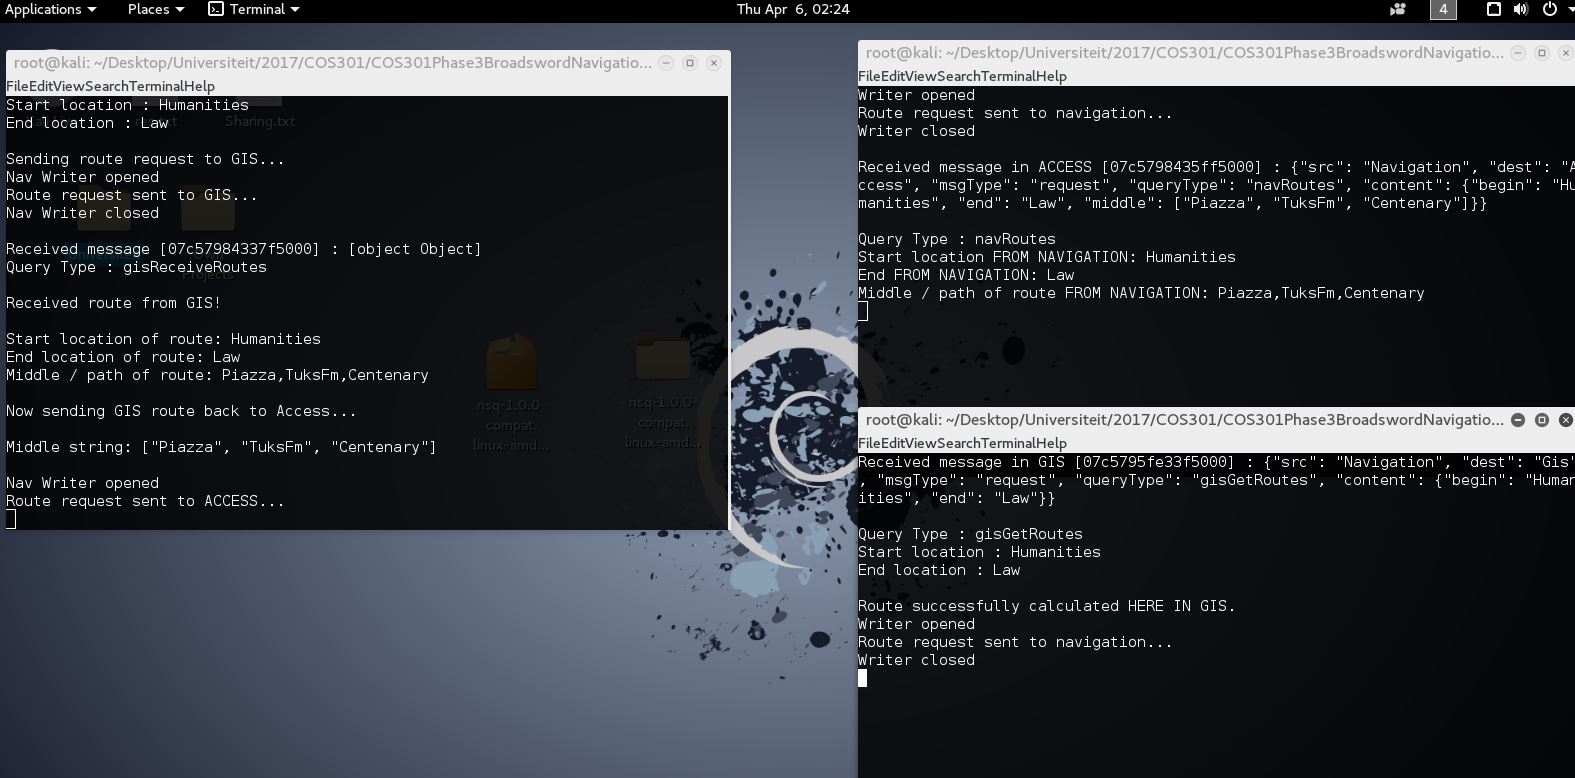 Applications Places Terminal Thu Apr 6, 02:24 4
root@kali: ~/Desktop/Universiteit/2017/COS301/COS301Phase3BroadswordNavigatio...
FileEditViewSearchTerminalHelp
Start location : Humanities
End location : Law
Sharing.txt
Sending route request to GIS...
Nav Writer opened
Route request sent to GIS...
Nav Writer closed
Received message [07c57984337f5000] : [object Object]
Query Type : gisReceiveRoutes
Projects
Received route from GIS!
Start location of route: Humanities
End location of route: Law
Middle / path of route: Piazza,TuksFm,Centenary
Now sending GIS route back to Access...
Middle string: ["Piazza", "TuksFm", "Centenary"]
Nav Writer opened
Route request sent to ACCESS...
nsq-1.0.0-
compat.
linux-amd...
nsq-1.0.0-
compat.
linux-amd...
root@kali: ~/Desktop/Universiteit/2017/COS301/COS301Phase3BroadswordNavigatio...
FileEditViewSearchTerminalHelp
Writer opened
Route request sent to navigation...
Writer closed
Received message in ACCESS [07c5798435ff5000] : {"src": "Navigation", "dest": "A
ccess", "msgType": "request", "queryType": "navRoutes", "content": {"begin": "Hu
manities", "end": "Law", "middle": ["Piazza", "TuksFm", "Centenary"]}}
Query Type : navRoutes
Start location FROM NAVIGATION: Humanities
End FROM NAVIGATION: Law
Middle / path of route FROM NAVIGATION: Piazza,TuksFm,Centenary
root@kali: ~/Desktop/Universiteit/2017/COS301/COS301Phase3BroadswordNavigatio...
FileEditViewSearchTerminalHelp
Received message in GIS [07c5795fe33f5000] : {"src": "Navigation", "dest": "Gis"
, "msgType": "request", "queryType": "gisGetRoutes", "content": {"begin": "Human
ities", "end": "Law"}}
Query Type : gisGetRoutes
Start location : Humanities
End location : Law
Route successfully calculated HERE IN GIS.
Writer opened
Route request sent to navigation...
Writer closed